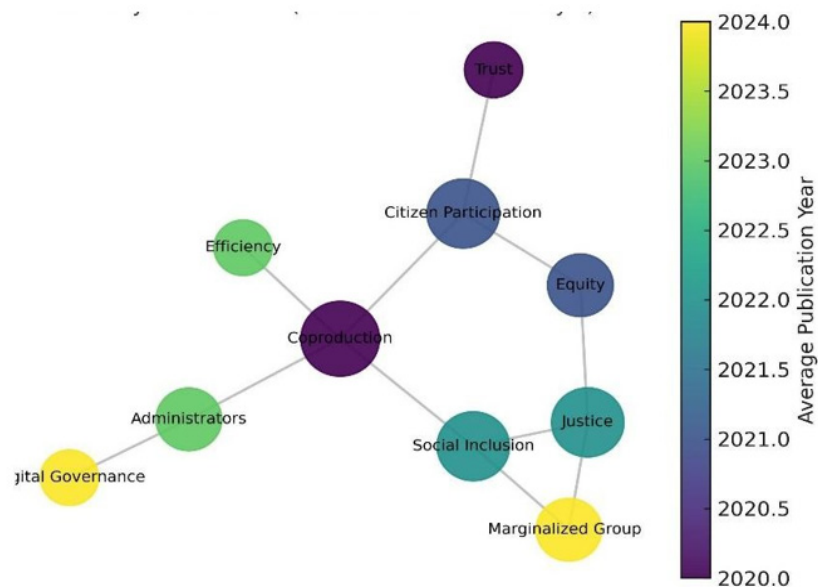 Trust
Citizen Participation
Efficiency
Equity
Coproduction
Administrators
Justice
Social Inclusion
gital Governance
Marginalized Group
2024.0
2023.5
2023.0
2022.5
2022.0
2021.5
2021.0
2020.5
2020.0
Average Publication Year